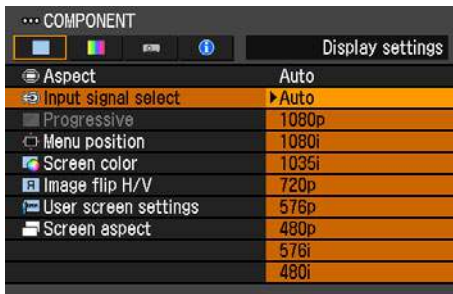 ··· COMPONENT
Display settings
Aspect Auto
Input signal select Auto
Progressive 1080p
Menu position 1080i
Screen color 1035i
Image flip H/V 720p
User screen settings 576p
Screen aspect 480p
576i
480i